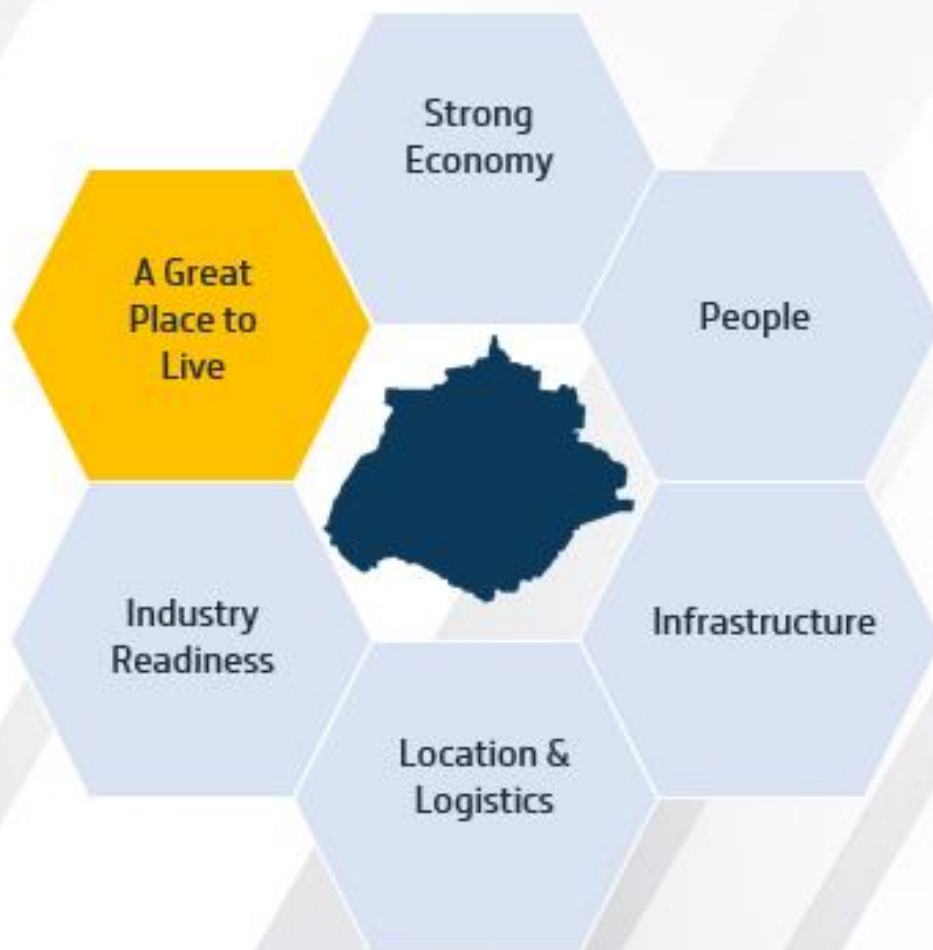 Strong
Economy
A Great
Place to
Live
People
Industry
Readiness
Infrastructure
Location &
Logistics